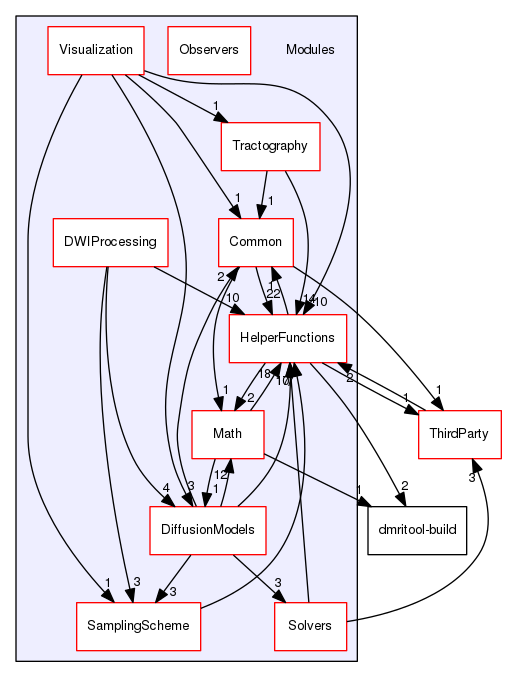 Visualization
Observers
Modules
1
Tractography
1
1
DWIProcessing
Common
2
10
1
22
14
10
HelperFunctions
18
2
2
1
1
1
Math
ThirdParty
12
1
1
2
3
4
3
DiffusionModels
dmritool-build
1
3
3
3
SamplingScheme
Solvers